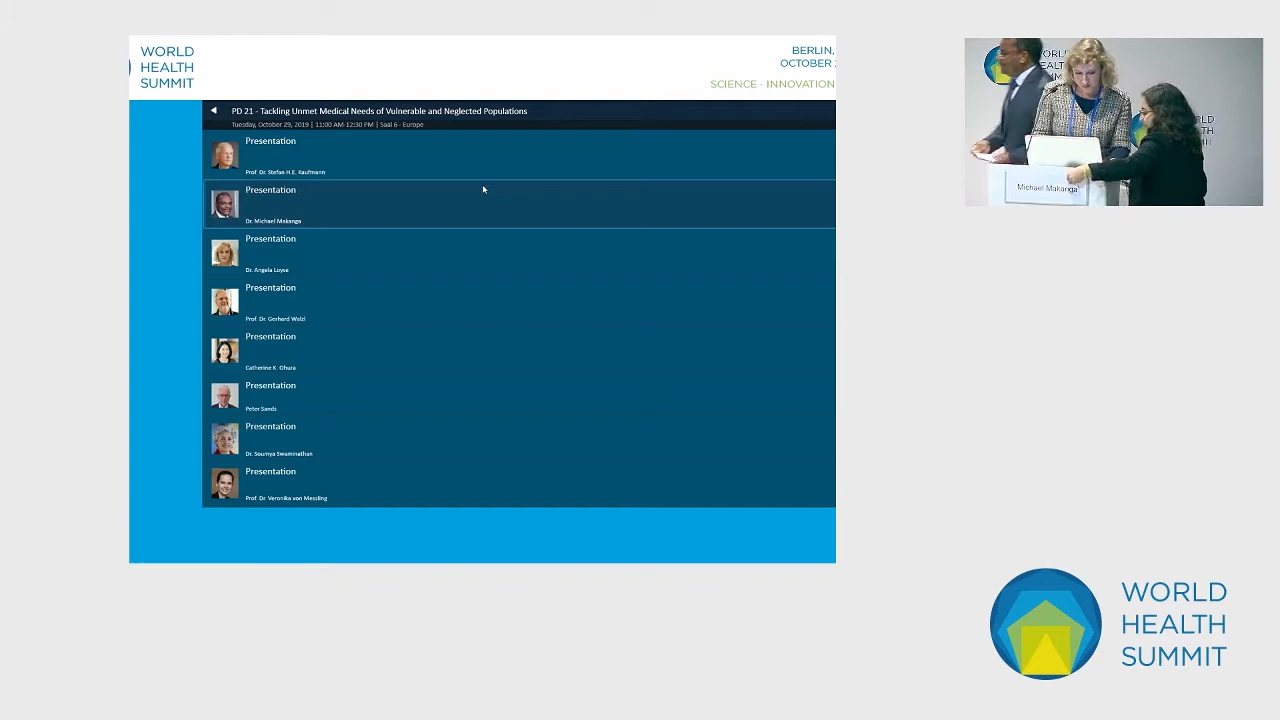 WORLD
HEALTH
SUMMIT
BERLIN,
OCTOBER
SCIENCE · INNOVATION
PD 21 - Tackling Unmet Medical Needs of Vulnerable and Neglected Populations
Tuesday, October 29, 2019 | 11:00 AM-12:30 PM | Saal 6 - Europe
Presentation
Prof. Dr. Stefan H.E. Kaufmann
Presentation
Dr. Michael Makanga
Presentation
Dr. Angela Loyse
Presentation
Prof. Dr. Gerhard Walzl
Presentation
Catherine K. Ohura
Presentation
Peter Sands
Presentation
Dr. Soumya Swaminathan
Presentation
Prof. Dr. Veronika von Messling
Michael Makanga
WORLD
HEALTH
SUMMIT